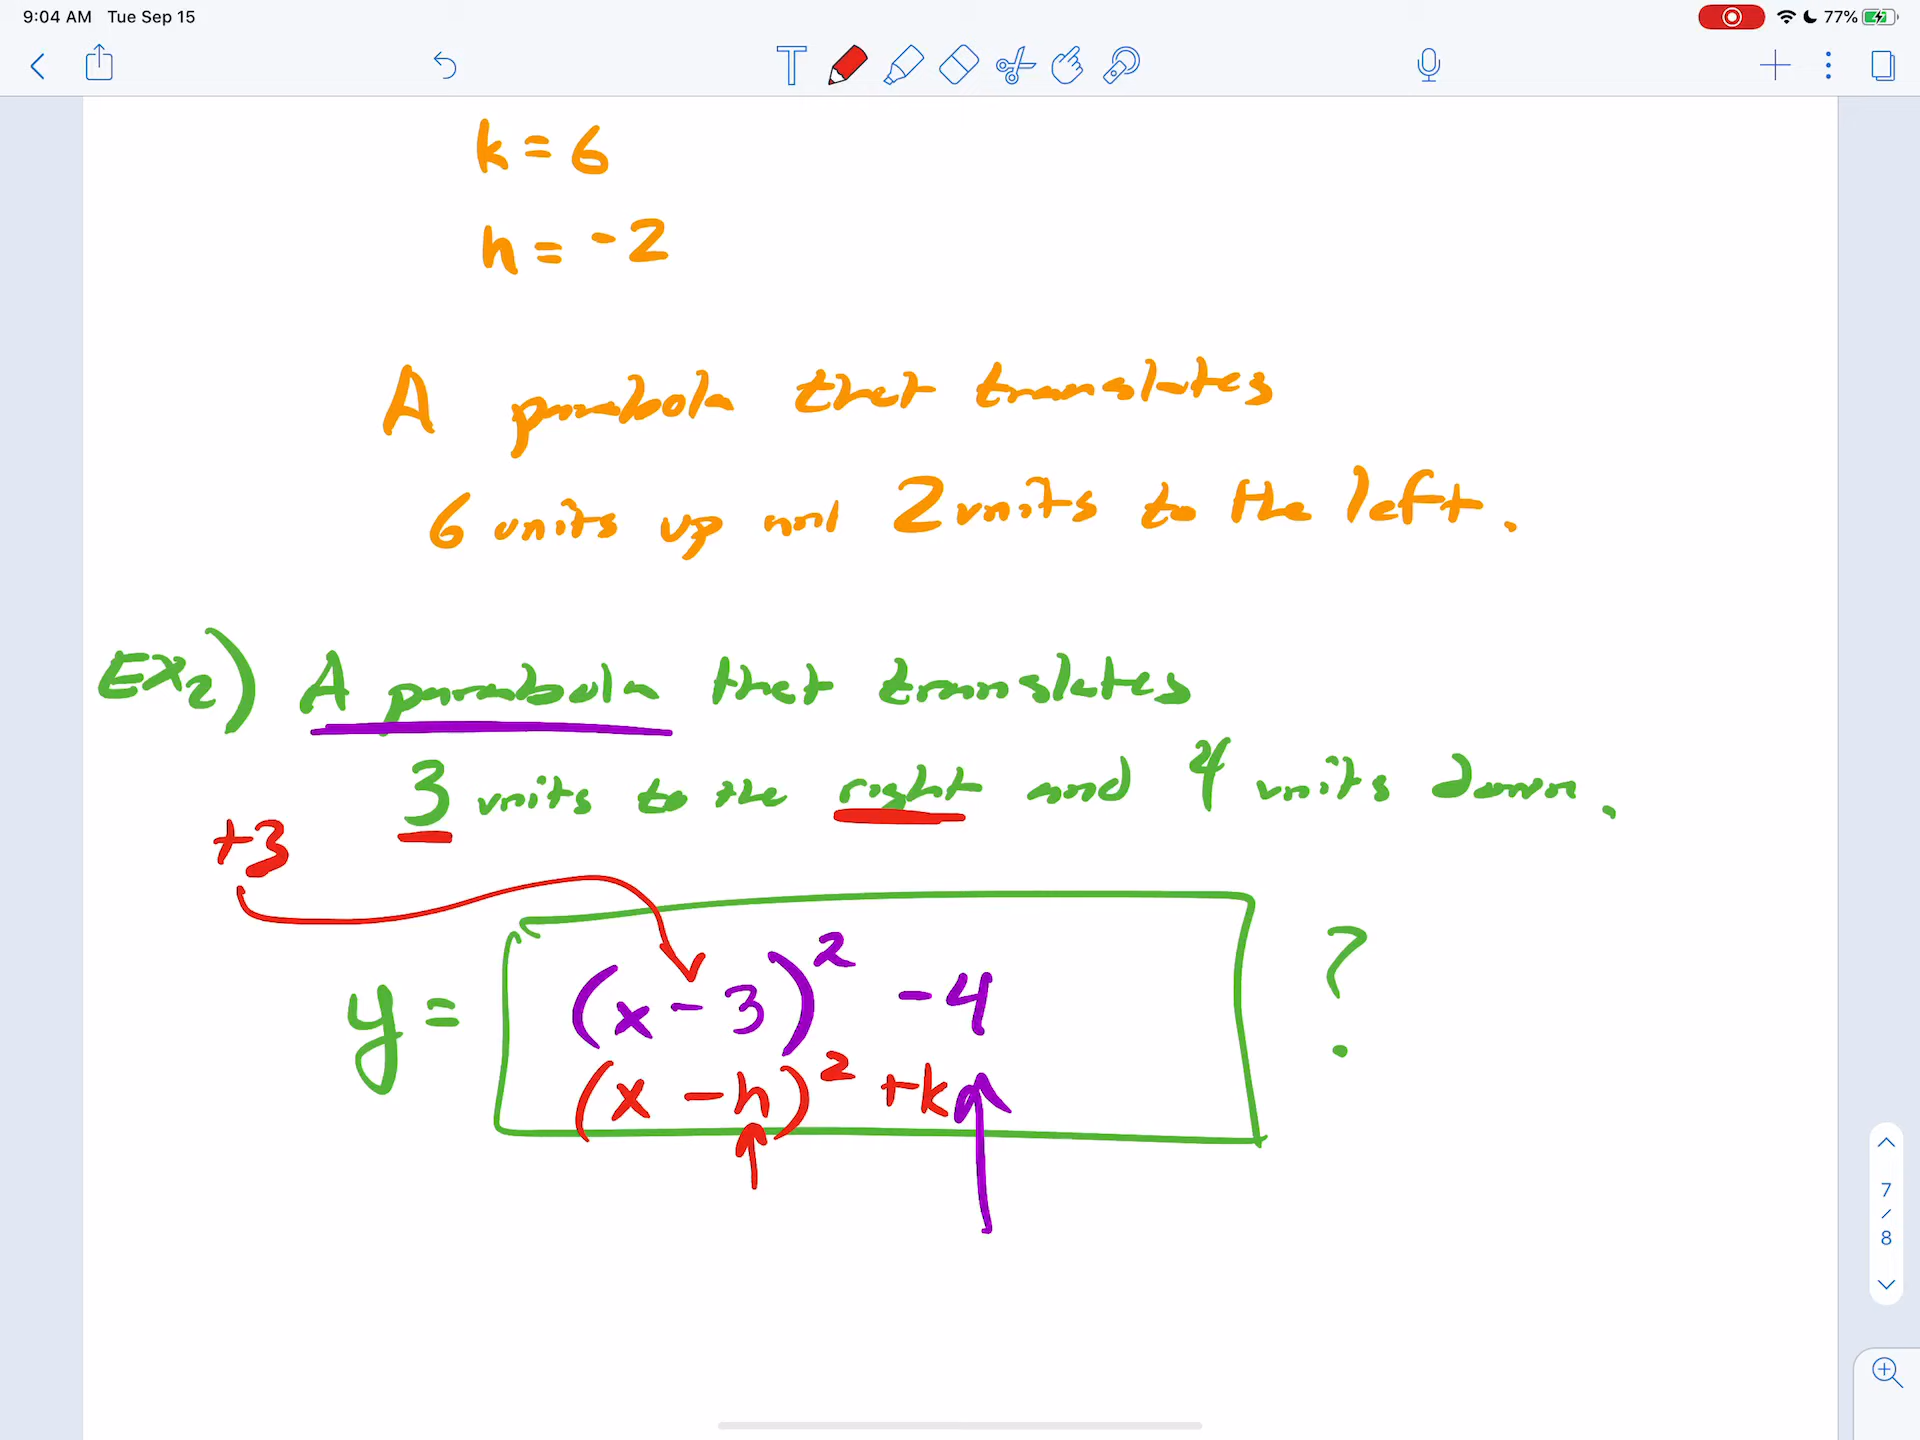 9:04 AM Tue Sep 15
77%
T
k = 6
h = -2
A parabola that translates
6 units up and 2 units to the left.
Ex2) A parabola that translates
3 units to the right and 4 units down.
+3
y = (x - 3)² - 4 ?
(x - h)² + k
7
/
8